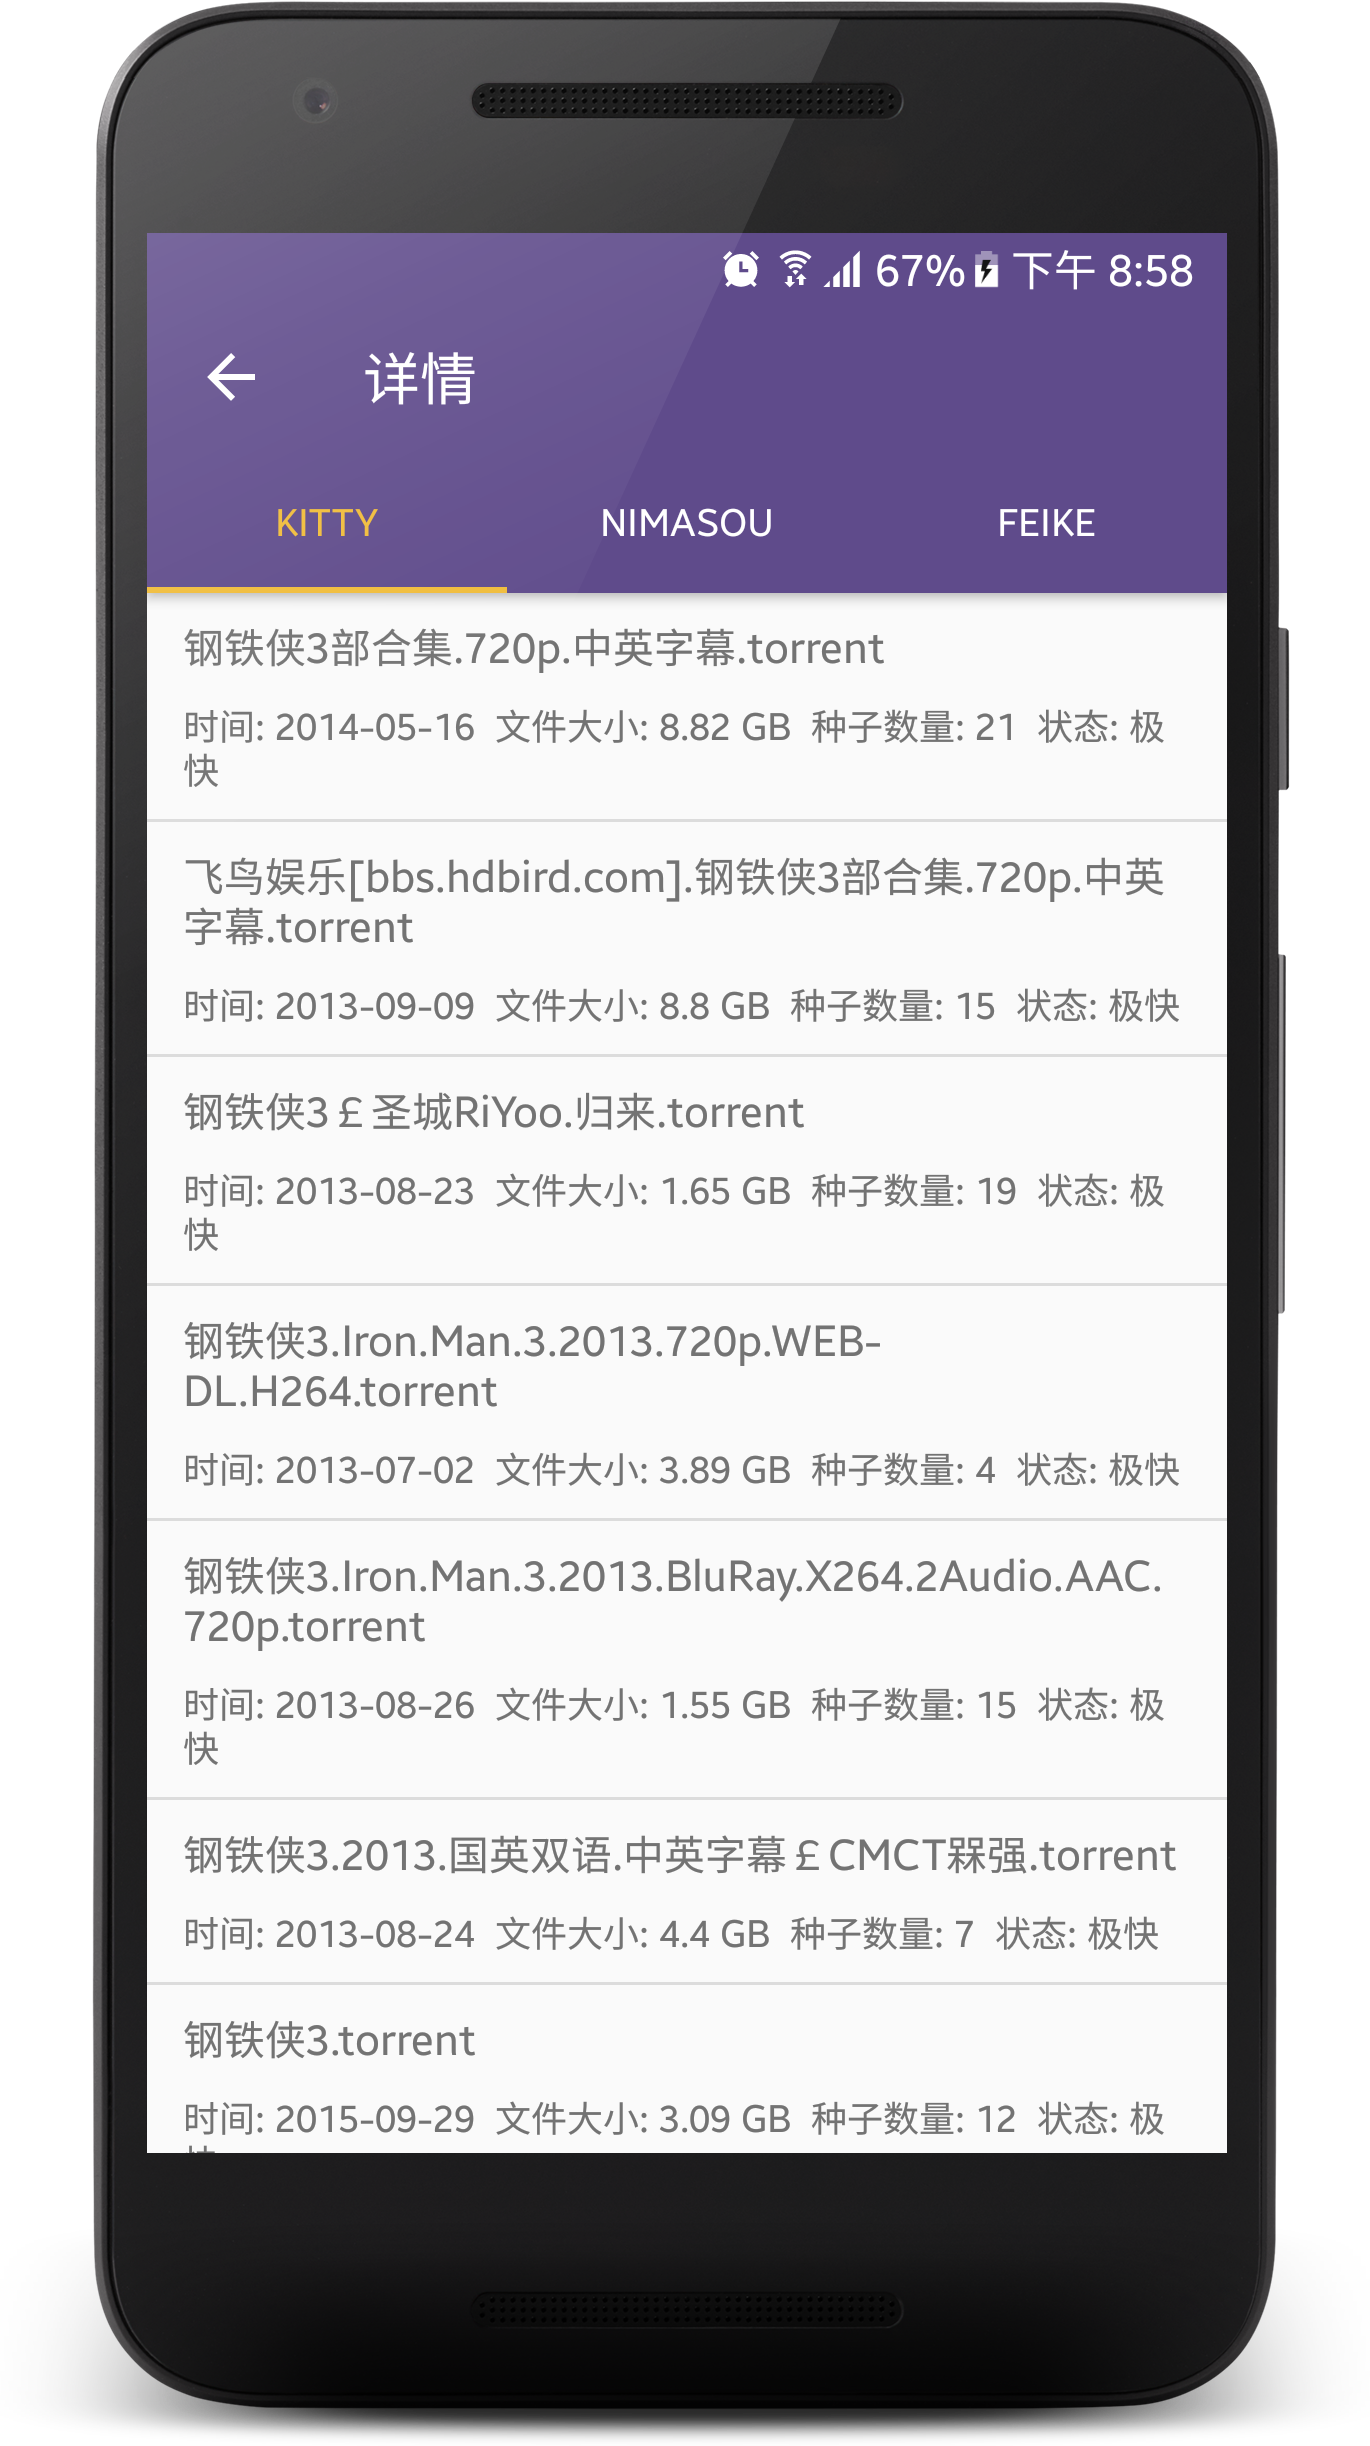 67% 下午 8:58
详情
KITTY NIMASOU FEIKE
钢铁侠3部合集.720p.中英字幕.torrent
时间: 2014-05-16 文件大小: 8.82 GB 种子数量: 21 状态: 极
快
飞鸟娱乐[bbs.hdbird.com].钢铁侠3部合集.720p.中英
字幕.torrent
时间: 2013-09-09 文件大小: 8.8 GB 种子数量: 15 状态: 极快
钢铁侠3￡圣城RiYoo.归来.torrent
时间: 2013-08-23 文件大小: 1.65 GB 种子数量: 19 状态: 极
快
钢铁侠3.Iron.Man.3.2013.720p.WEB-
DL.H264.torrent
时间: 2013-07-02 文件大小: 3.89 GB 种子数量: 4 状态: 极快
钢铁侠3.Iron.Man.3.2013.BluRay.X264.2Audio.AAC.
720p.torrent
时间: 2013-08-26 文件大小: 1.55 GB 种子数量: 15 状态: 极
快
钢铁侠3.2013.国英双语.中英字幕￡CMCT槑强.torrent
时间: 2013-08-24 文件大小: 4.4 GB 种子数量: 7 状态: 极快
钢铁侠3.torrent
时间: 2015-09-29 文件大小: 3.09 GB 种子数量: 12 状态: 极